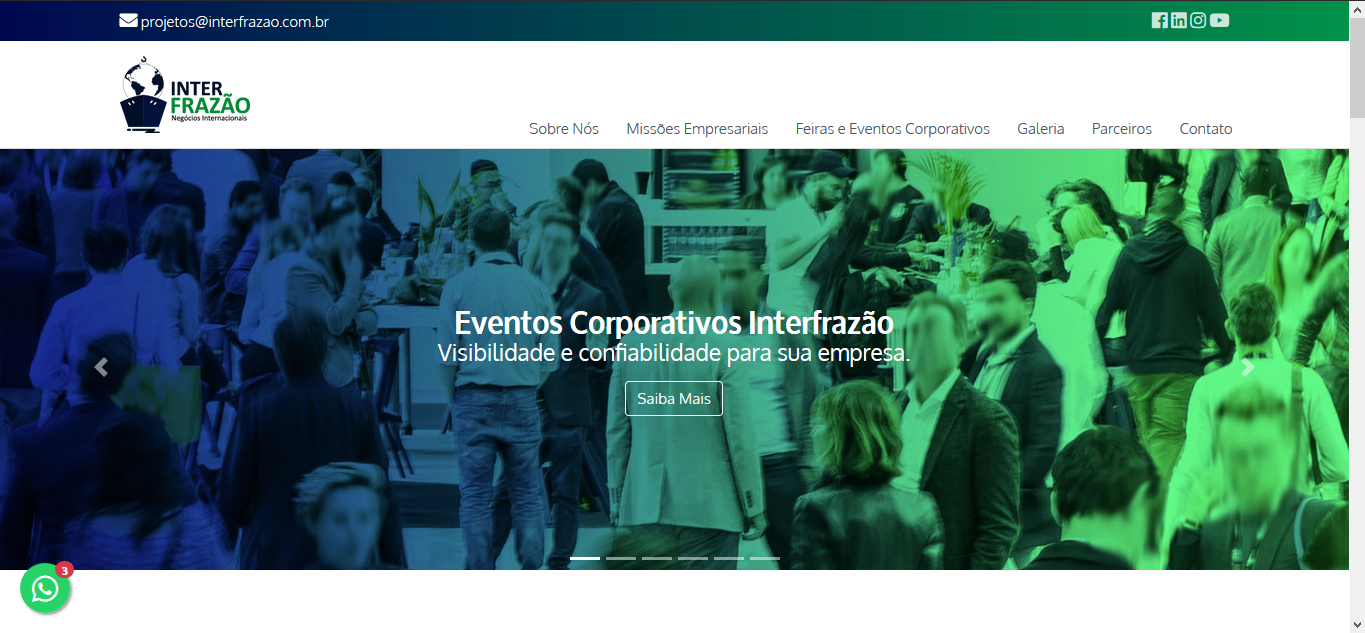 projetos@interfrazao.com.br
INTER
FRAZÃO
Negócios Internacionais
Sobre Nós Missões Empresariais Feiras e Eventos Corporativos Galeria Parceiros Contato
Eventos Corporativos Interfrazão
Visibilidade e confiabilidade para sua empresa.
Saiba Mais
3